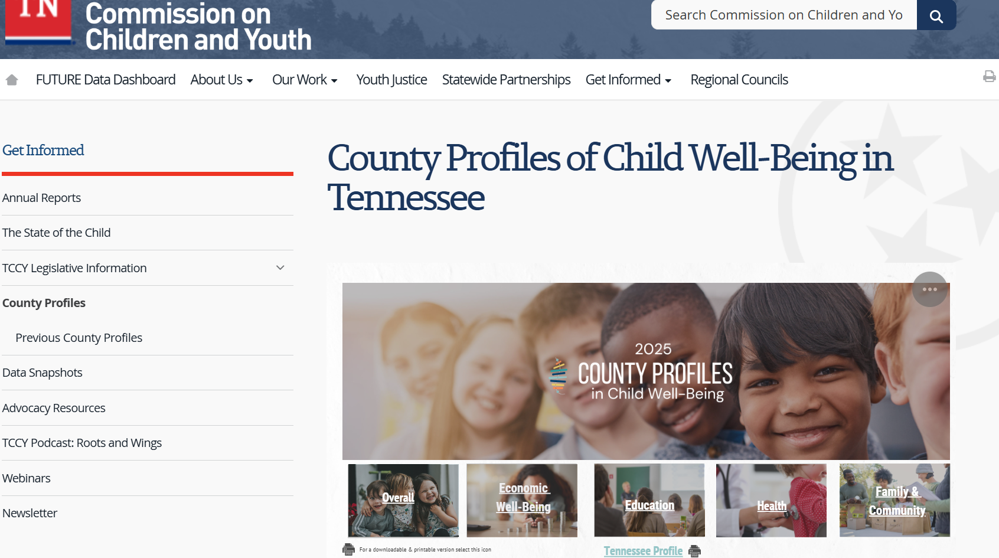 TN
Commission on
Children and Youth
Search Commission on Children and Yo
FUTURE Data Dashboard About Us Our Work Youth Justice Statewide Partnerships Get Informed Regional Councils
Get Informed
Annual Reports
The State of the Child
TCCY Legislative Information
County Profiles
Previous County Profiles
Data Snapshots
Advocacy Resources
TCCY Podcast: Roots and Wings
Webinars
Newsletter
County Profiles of Child Well-Being in
Tennessee
2025
COUNTY PROFILES
in Child Well-Being
Overall
Economic
Well-Being
Education
Health
Family &
Community
For a downloadable & printable version select this icon
Tennessee Profile